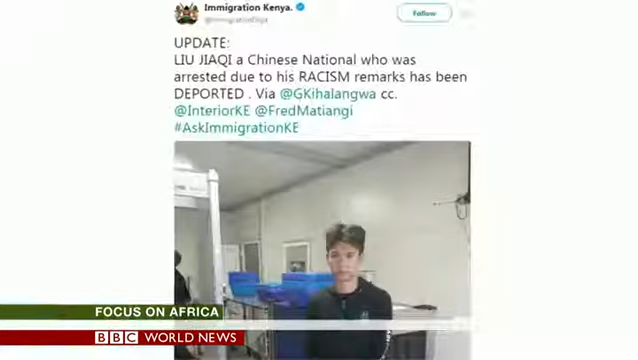 Immigration Kenya.
@ImmigrationDept
Follow
UPDATE:
LIU JIAQI a Chinese National who was
arrested due to his RACISM remarks has been
DEPORTED . Via @GKihalangwa cc.
@InteriorKE @FredMatiangi
#AskImmigrationKE
FOCUS ON AFRICA
BBC WORLD NEWS